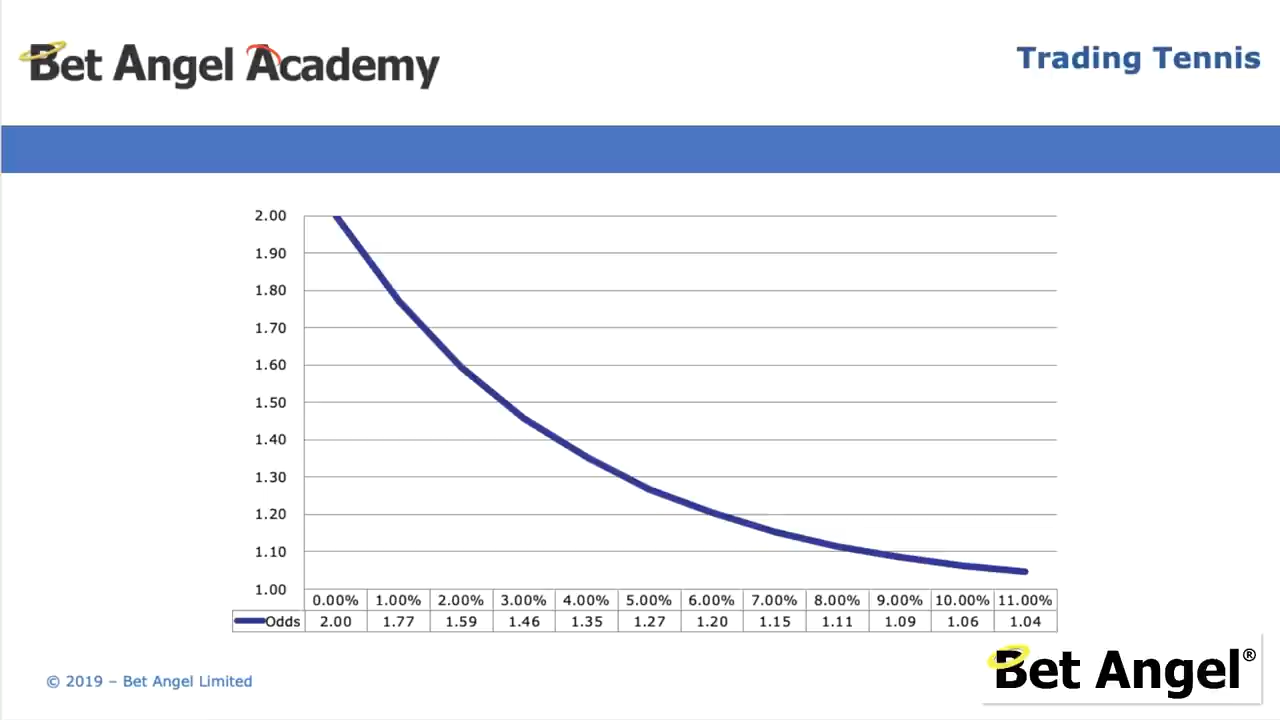 Bet Angel Academy
Trading Tennis
2.00
1.90
1.80
1.70
1.60
1.50
1.40
1.30
1.20
1.10
1.00
0.00% 1.00% 2.00% 3.00% 4.00% 5.00% 6.00% 7.00% 8.00% 9.00% 10.00% 11.00%
Odds 2.00 1.77 1.59 1.46 1.35 1.27 1.20 1.15 1.11 1.09 1.06 1.04
© 2019 – Bet Angel Limited
Bet Angel®